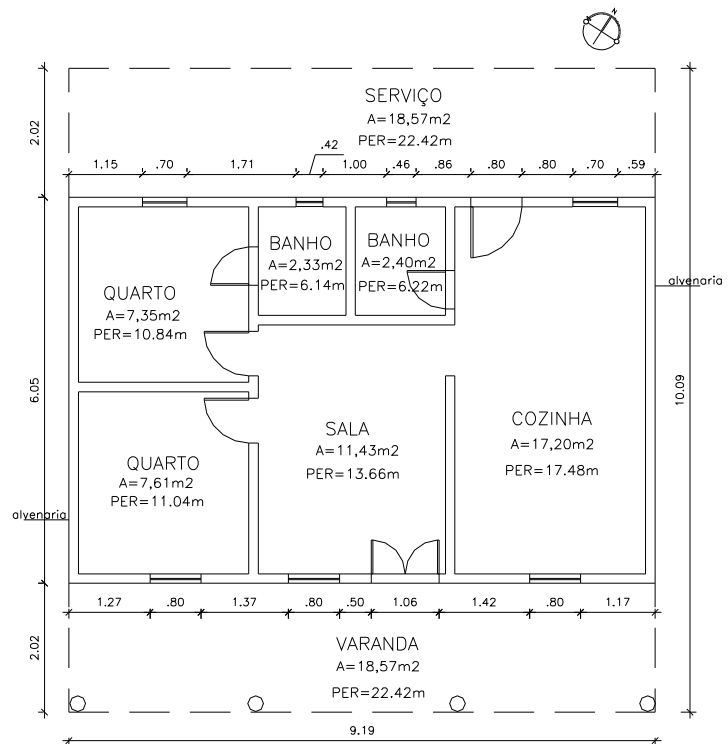 N
SERVIÇO
A=18,57m2
PER=22.42m
2.02
.42
1.15 .70 1.71 1.00 .46 .86 .80 .80 .70 .59
BANHO
A=2,33m2
PER=6.14m
BANHO
A=2,40m2
PER=6.22m
alvenaria
QUARTO
A=7,35m2
PER=10.84m
6.05
10.09
SALA
A=11,43m2
PER=13.66m
COZINHA
A=17,20m2
PER=17.48m
QUARTO
A=7,61m2
PER=11.04m
alvenaria
1.27 .80 1.37 .80 .50 1.06 1.42 .80 1.17
2.02
VARANDA
A=18,57m2
PER=22.42m
9.19